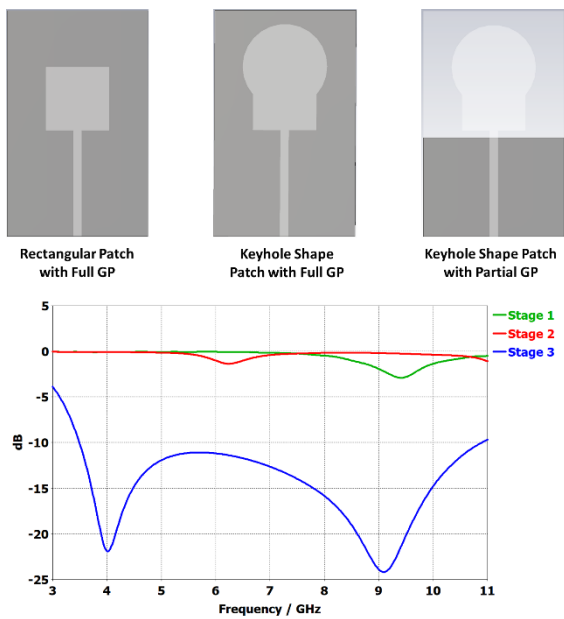 Rectangular Patch
with Full GP
Keyhole Shape
Patch with Full GP
Keyhole Shape Patch
with Partial GP
5
0
-5
-10
-15
-20
-25
dB
3 4 5 6 7 8 9 10 11
Frequency / GHz
Stage 1
Stage 2
Stage 3